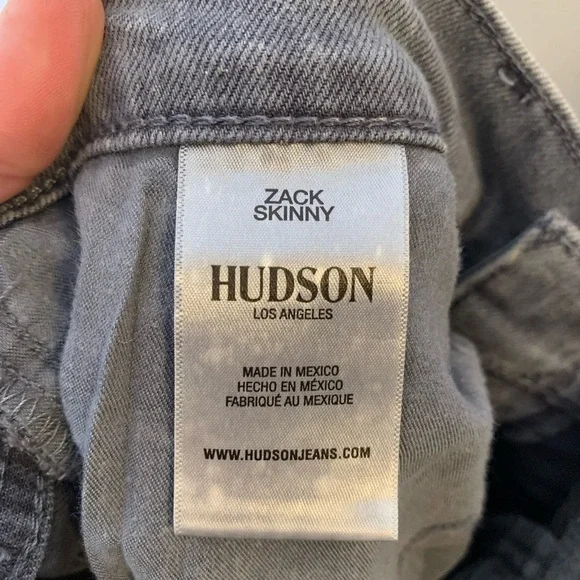 ZACK
SKINNY
HUDSON
LOS ANGELES
MADE IN MEXICO
HECHO EN MÉXICO
FABRIQUÉ AU MEXIQUE
WWW.HUDSONJEANS.COM